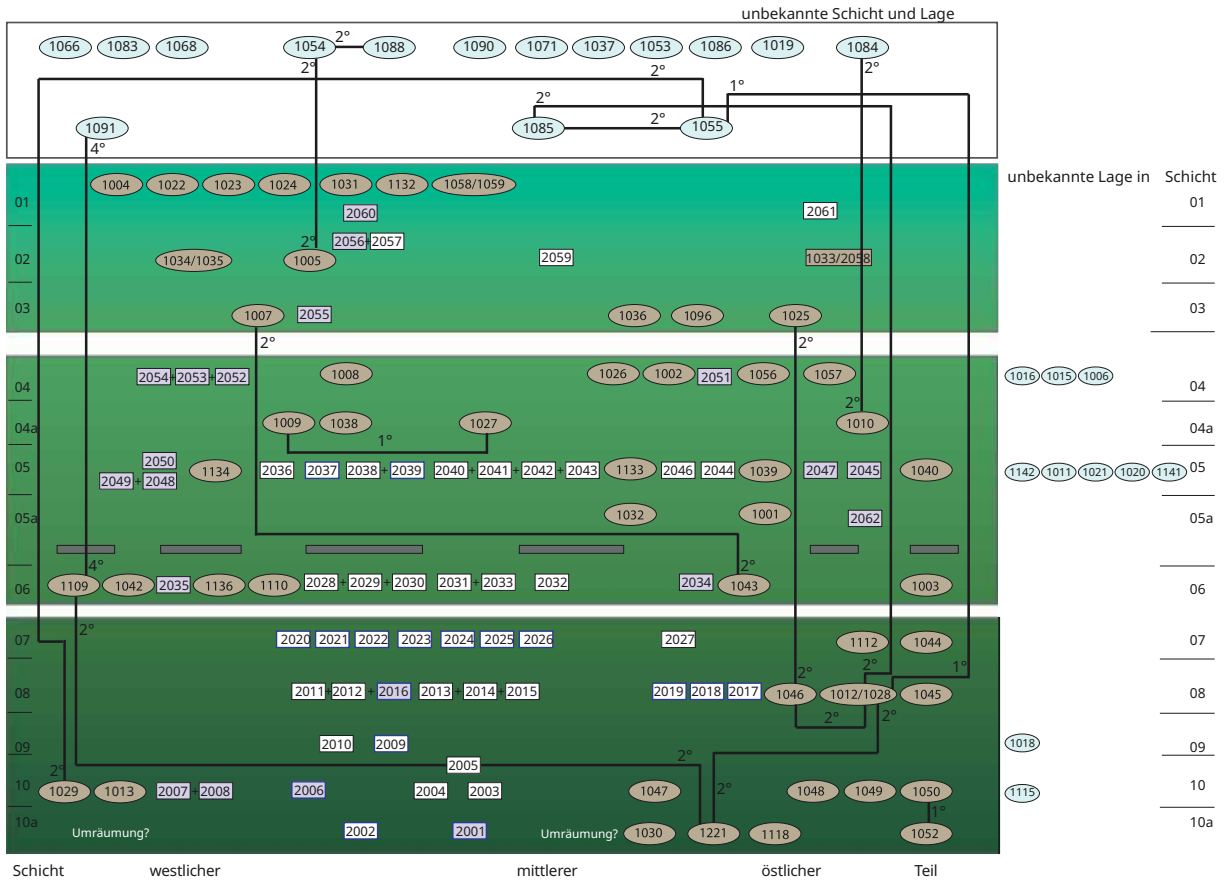 unbekannte Schicht und Lage
1066 1083 1068 1054 2° 1088 1090 1071 1037 1053 1086 1019 1084
2° 2° 2°
1° 2°
1091 1085 2° 1055
4°
unbekannte Lage in Schicht
1004 1022 1023 1024 1031 1132 1058/1059
01 2060 2061 01
2° 2056+2057
02 1034/1035 1005 2059 1033/2058 02
03 1007 2055 1036 1096 1025 03
2° 2°
04 2054+2053+2052 1008 1026 1002 2051 1056 1057 1016 1015 1006 04
2°
04a 1009 1038 1027 1010 04a
1°
2050
05 1134 2036 2037 2038+2039 2040+2041+2042+2043 1133 2046 2044 1039 2047 2045 1040 1142 1011 1021 1020 1141 05
2049+2048
05a 1032 1001 2062 05a
4° 2°
06 1109 1042 2035 1136 1110 2028+2029+2030 2031+2033 2032 2034 1043 1003 06
2°
07 2020 2021 2022 2023 2024 2025 2026 2027 1112 1044 07
2° 2° 1°
08 2011+2012+2016 2013+2014+2015 2019 2018 2017 1046 1012/1028 1045 08
2° 2°
09 2010 2009 1018 09
2° 2005 2°
10 1029 1013 2007+2008 2006 2004 2003 1047 2° 1048 1049 1050 1115 10
1°
10a Umräumung? 2002 2001 Umräumung? 1030 1221 1118 1052 10a
Schicht westlicher mittlerer östlicher Teil